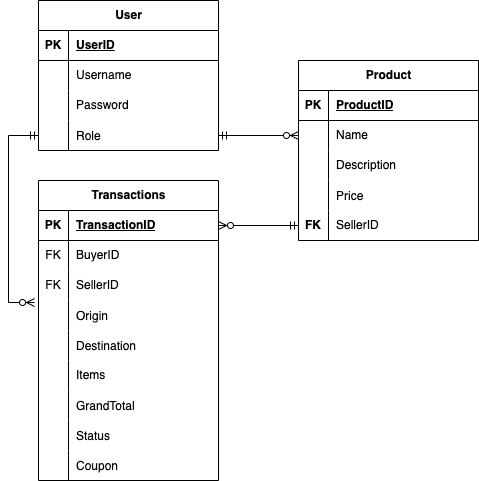 User
PK UserID
Username
Password
Role
Product
PK ProductID
Name
Description
Price
FK SellerID
Transactions
PK TransactionID
FK BuyerID
FK SellerID
Origin
Destination
Items
GrandTotal
Status
Coupon